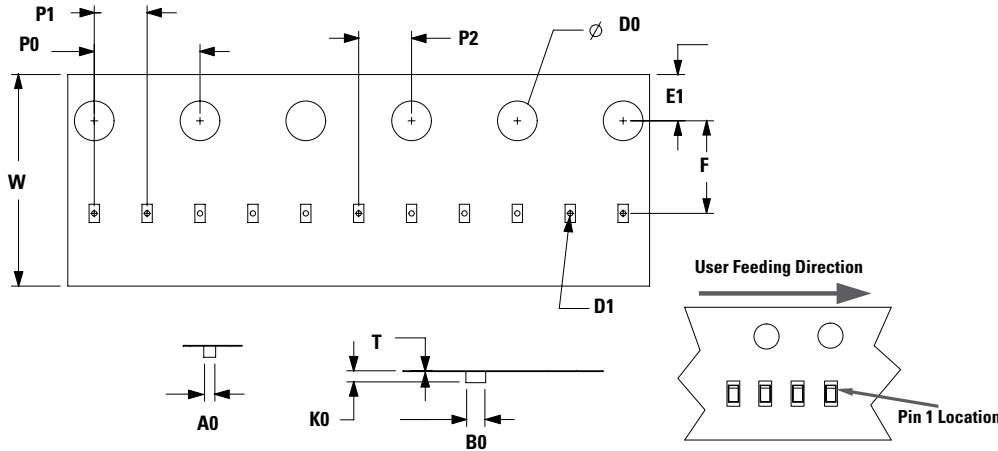 P1
P0
P2
⌀ D0
E1
F
W
D1
User Feeding Direction
T
K0
A0
B0
Pin 1 Location